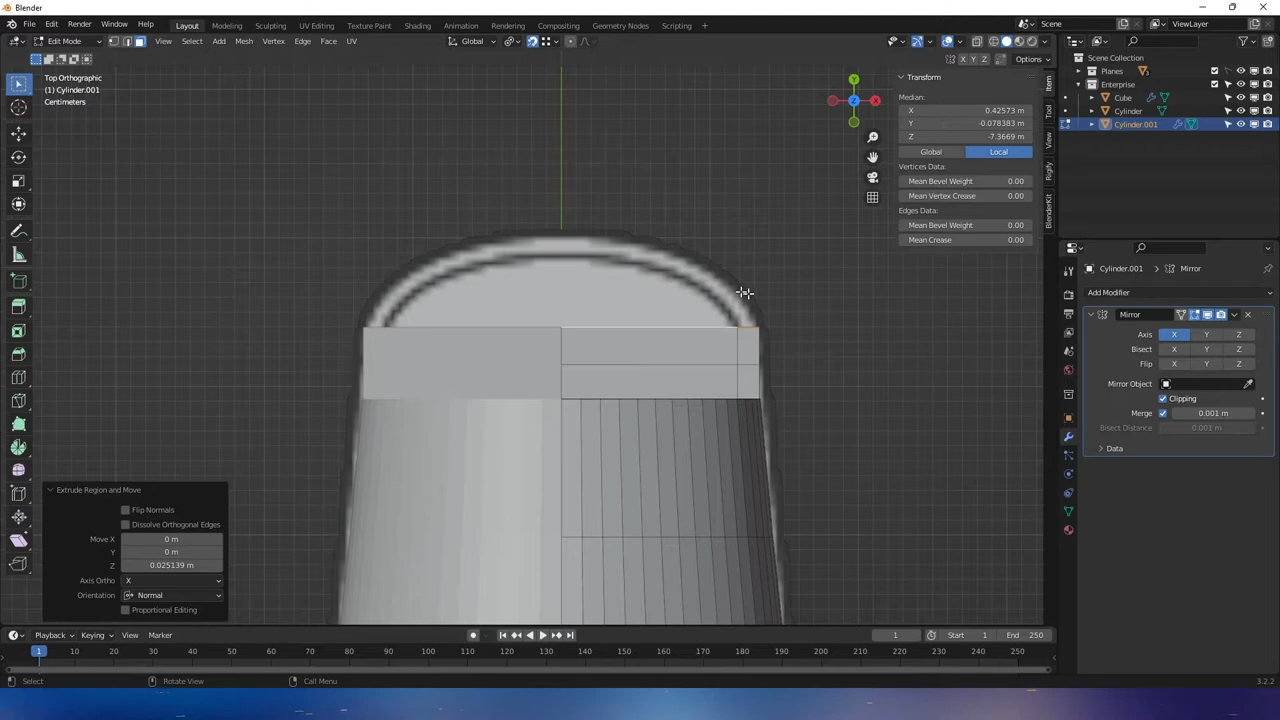 Blender
File Edit Render Window Help Layout Modeling Sculpting UV Editing Texture Paint Shading Animation Rendering Compositing Geometry Nodes Scripting + Scene ViewLayer
Edit Mode View Select Add Mesh Vertex Edge Face UV Global
X Y Z Options
Top Orthographic
(1) Cylinder.001
Centimeters
Y
Z X
Transform
Median:
X 0.42573 m
Y -0.078383 m
Z -7.3669 m
Global Local
Vertices Data:
Mean Bevel Weight 0.00
Mean Vertex Crease 0.00
Edges Data:
Mean Bevel Weight 0.00
Mean Crease 0.00
Item
Tool
View
Rigify
BlenderKit
Scene Collection
Planes 3
Enterprise
Cube
Cylinder
Cylinder.001
Cylinder.001 > Mirror
Add Modifier
Mirror
Axis X Y Z
Bisect X Y Z
Flip X Y Z
Mirror Object
Clipping
Merge 0.001 m
Bisect Distance 0.001 m
Data
Extrude Region and Move
Flip Normals
Dissolve Orthogonal Edges
Move X 0 m
Y 0 m
Z 0.025139 m
Axis Ortho X
Orientation Normal
Proportional Editing
Playback Keying View Marker 1 Start 1 End 250
1 10 20 30 40 50 60 70 80 90 100 110 120 130 140 150 160 170 180 190 200 210 220 230 240 250
Select Rotate View Call Menu 3.2.2